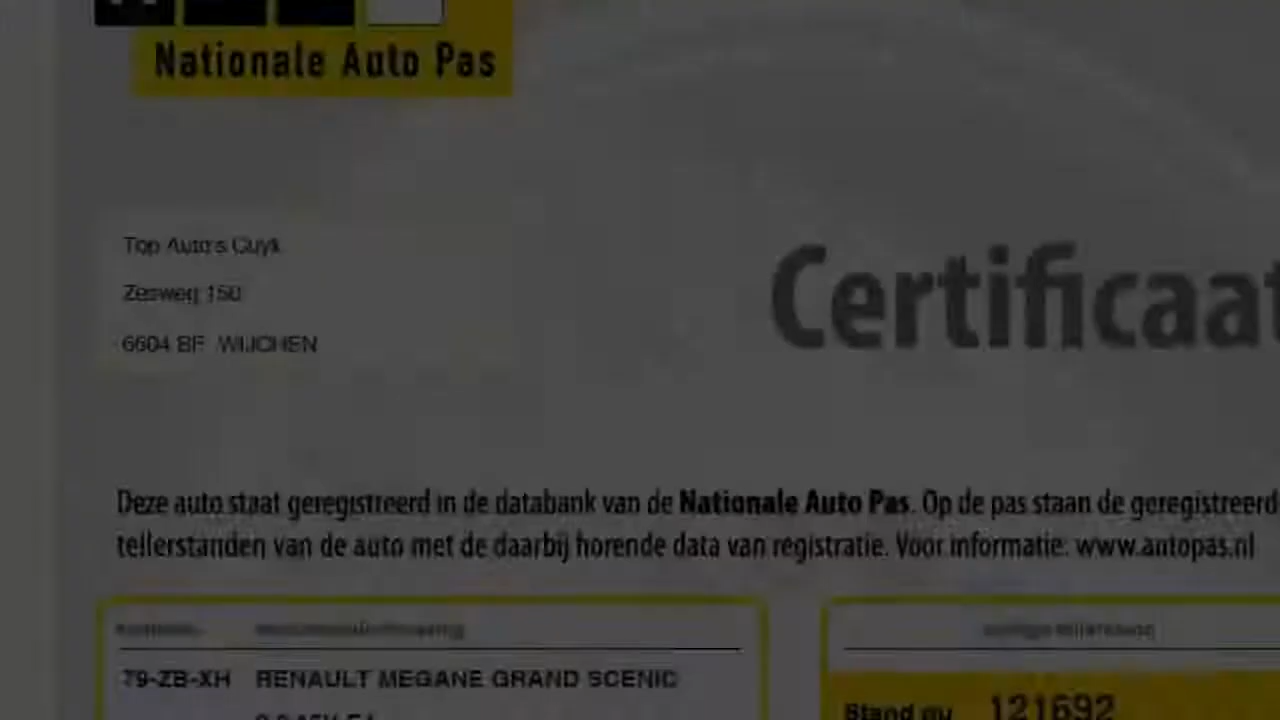 Nationale Auto Pas
Top Auto's Cuyk
Zesweg 150
6604 BF WIJCHEN
Certificaat
Deze auto staat geregistreerd in de databank van de Nationale Auto Pas. Op de pas staan de geregistreerd
tellerstanden van de auto met de daarbij horende data van registratie. Voor informatie: www.autopas.nl
79-ZB-XH RENAULT MEGANE GRAND SCENIC
Stand nu 121692